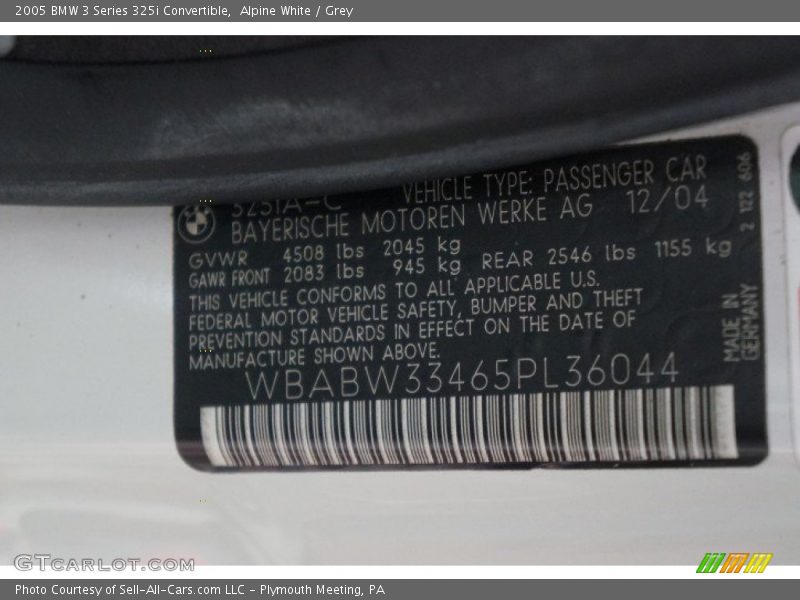 2005 BMW 3 Series 325i Convertible, Alpine White / Grey
325IA-C VEHICLE TYPE: PASSENGER CAR
BAYERISCHE MOTOREN WERKE AG 12/04
GVWR 4508 lbs 2045 kg
GAWR FRONT 2083 lbs 945 kg REAR 2546 lbs 1155 kg
THIS VEHICLE CONFORMS TO ALL APPLICABLE U.S.
FEDERAL MOTOR VEHICLE SAFETY, BUMPER AND THEFT
PREVENTION STANDARDS IN EFFECT ON THE DATE OF
MANUFACTURE SHOWN ABOVE.
WBABW33465PL36044
2 122 606
MADE IN
GERMANY
GTCARLOT.COM
Photo Courtesy of Sell-All-Cars.com LLC - Plymouth Meeting, PA